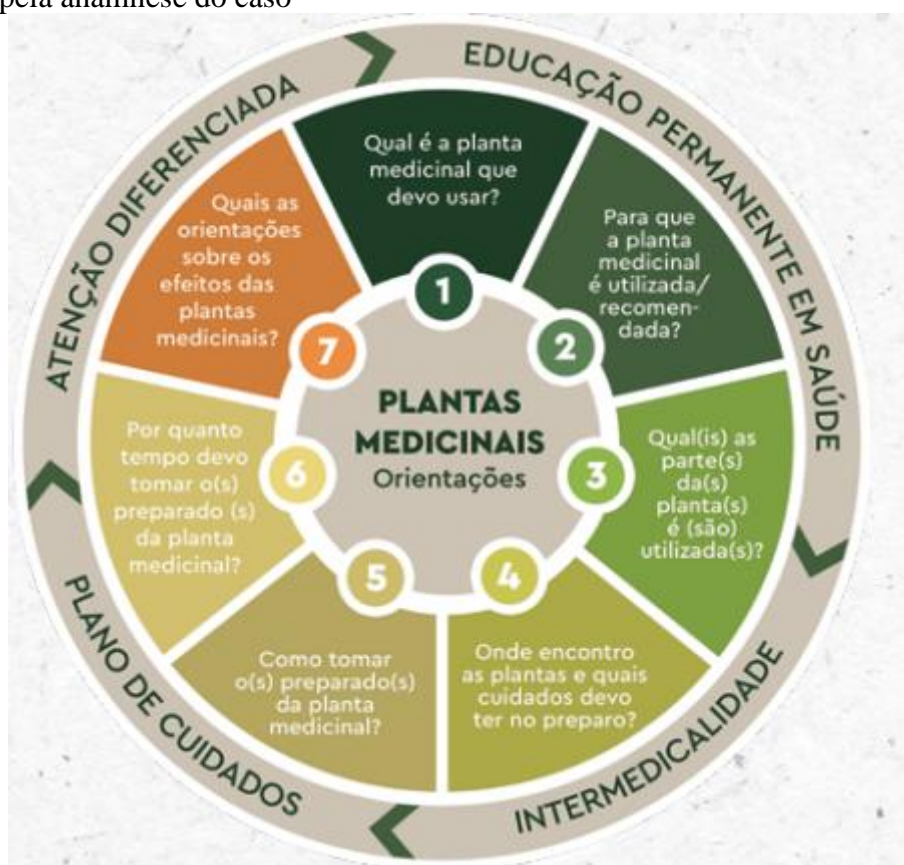 pela anamnese do caso
EDUCAÇÃO PERMANENTE EM SAÚDE
INTERMEDICALIDADE
PLANO DE CUIDADOS
ATENÇÃO DIFERENCIADA
PLANTAS
MEDICINAIS
Orientações
1
Qual é a planta
medicinal que
devo usar?
2
Para que
a planta
medicinal
é utilizada/
recomen-
dada?
3
Qual(is) as
parte(s)
da(s)
planta(s)
é (são)
utilizada(s)?
4
Onde encontro
as plantas e quais
cuidados devo
ter no preparo?
5
Como tomar
o(s) preparado(s)
da planta
medicinal?
6
Por quanto
tempo devo
tomar o(s)
preparado (s)
da planta
medicinal?
7
Quais as
orientações
sobre os
efeitos das
plantas
medicinais?